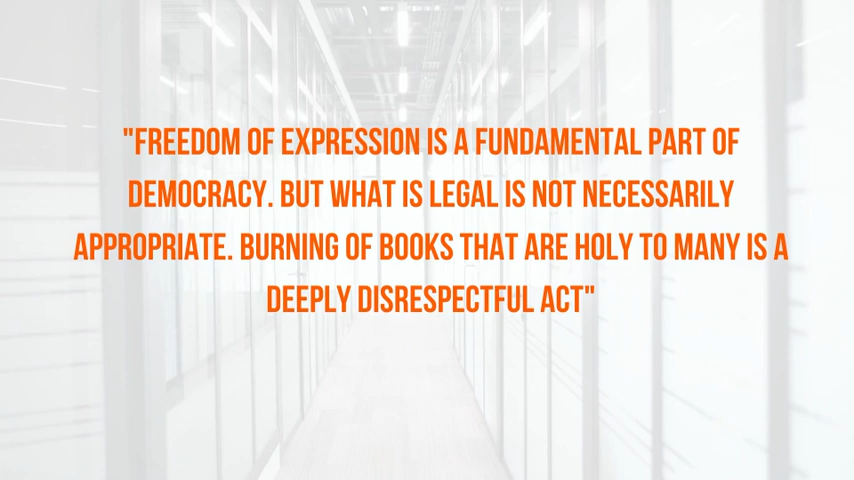 "FREEDOM OF EXPRESSION IS A FUNDAMENTAL PART OF
DEMOCRACY. BUT WHAT IS LEGAL IS NOT NECESSARILY
APPROPRIATE. BURNING OF BOOKS THAT ARE HOLY TO MANY IS A
DEEPLY DISRESPECTFUL ACT"